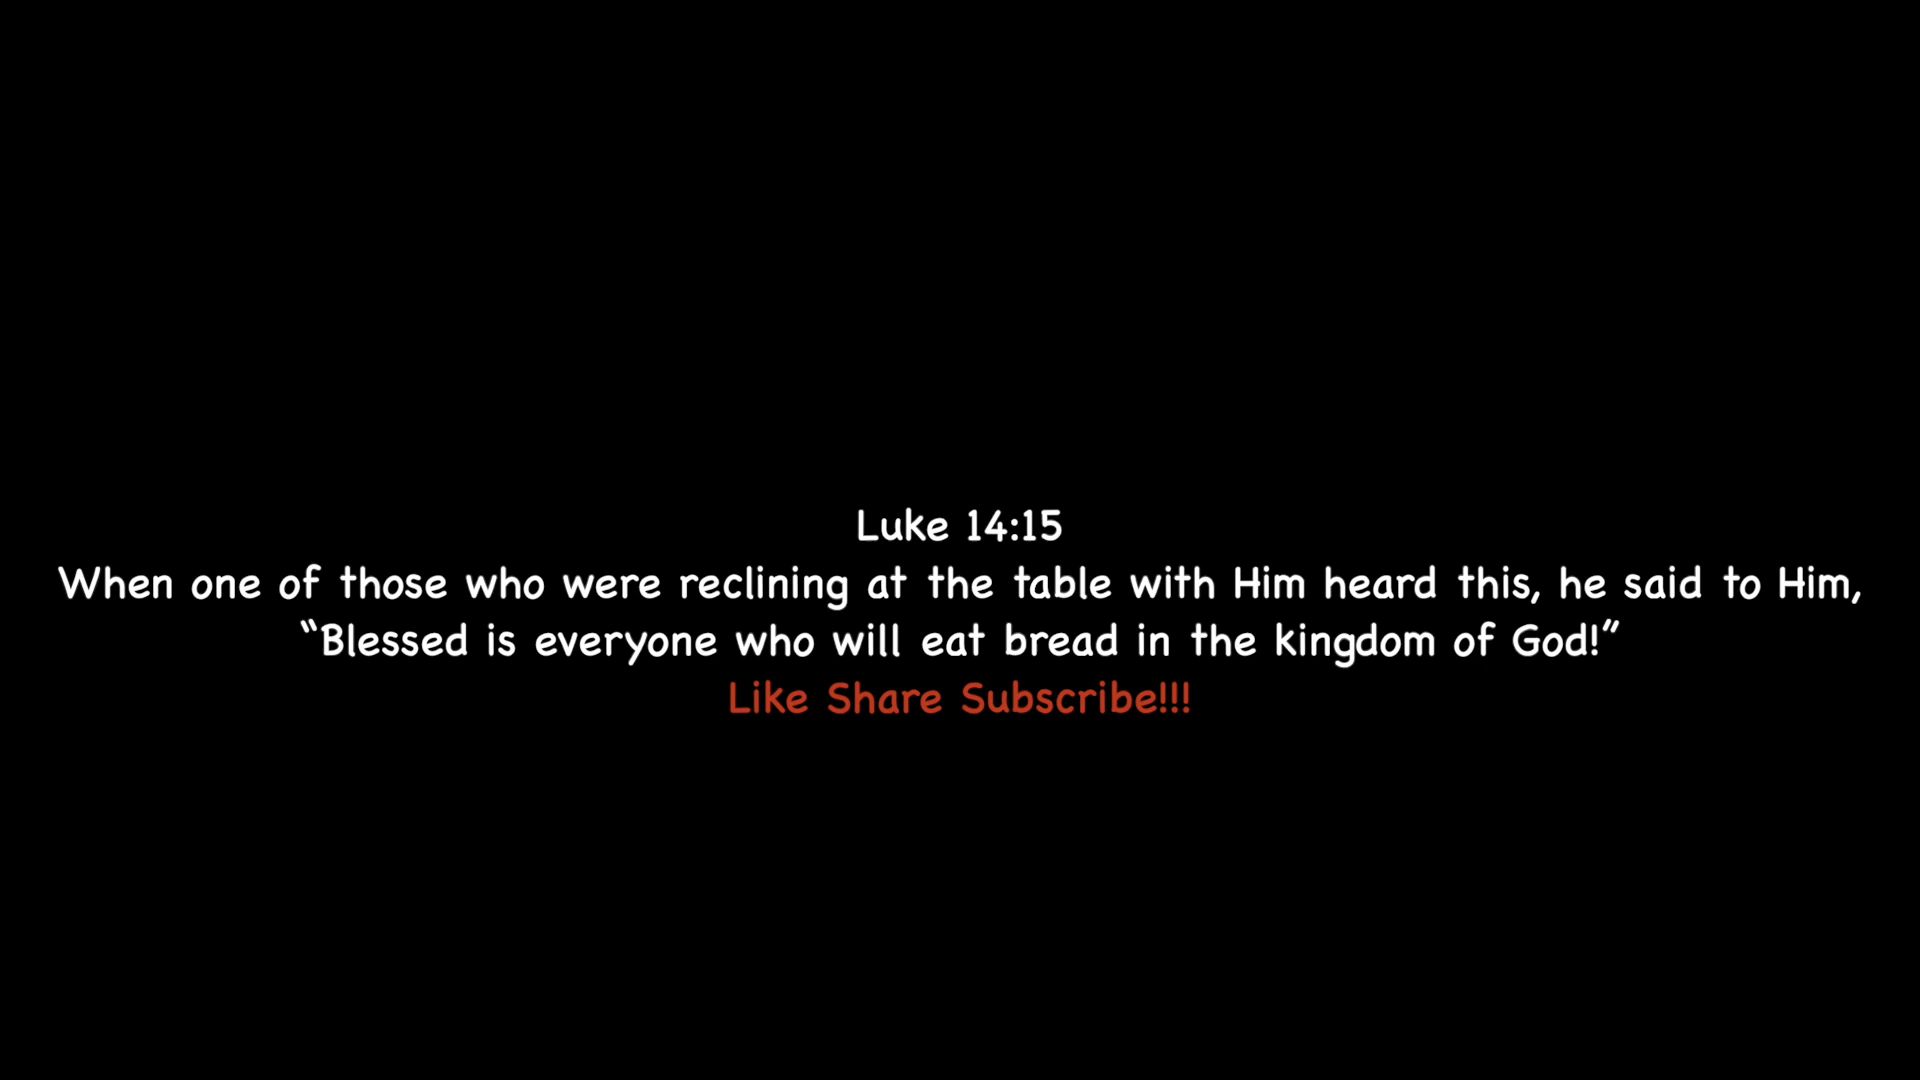 Luke 14:15
When one of those who were reclining at the table with Him heard this, he said to Him,
“Blessed is everyone who will eat bread in the kingdom of God!”
Like Share Subscribe!!!